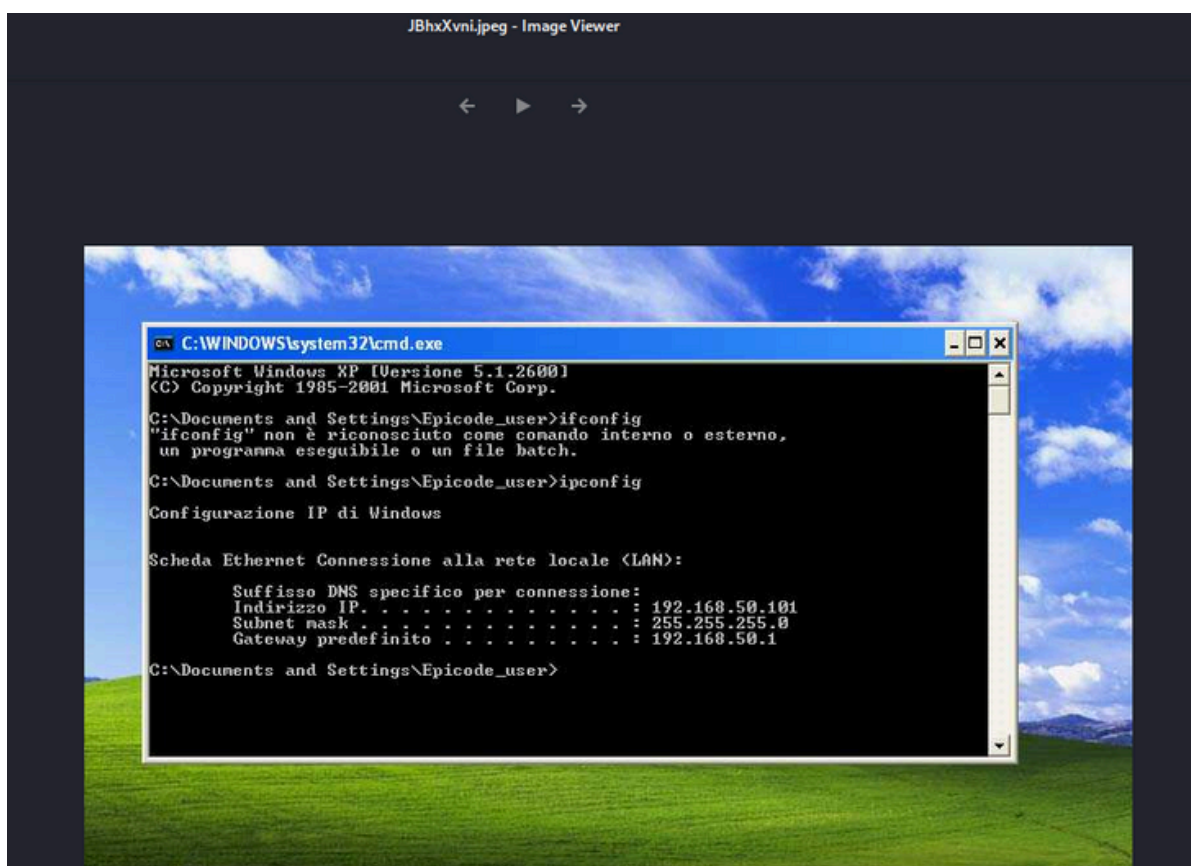 JBhxXvni.jpeg - Image Viewer
C:\WINDOWS\system32\cmd.exe
Microsoft Windows XP [Versione 5.1.2600]
(C) Copyright 1985-2001 Microsoft Corp.
C:\Documents and Settings\Epicode_user>ifconfig
"ifconfig" non è riconosciuto come comando interno o esterno,
un programma eseguibile o un file batch.
C:\Documents and Settings\Epicode_user>ipconfig
Configurazione IP di Windows
Scheda Ethernet Connessione alla rete locale (LAN):
Suffisso DNS specifico per connessione:
Indirizzo IP. . . . . . . . . . . . . : 192.168.50.101
Subnet mask . . . . . . . . . . . . . : 255.255.255.0
Gateway predefinito . . . . . . . . . : 192.168.50.1
C:\Documents and Settings\Epicode_user>